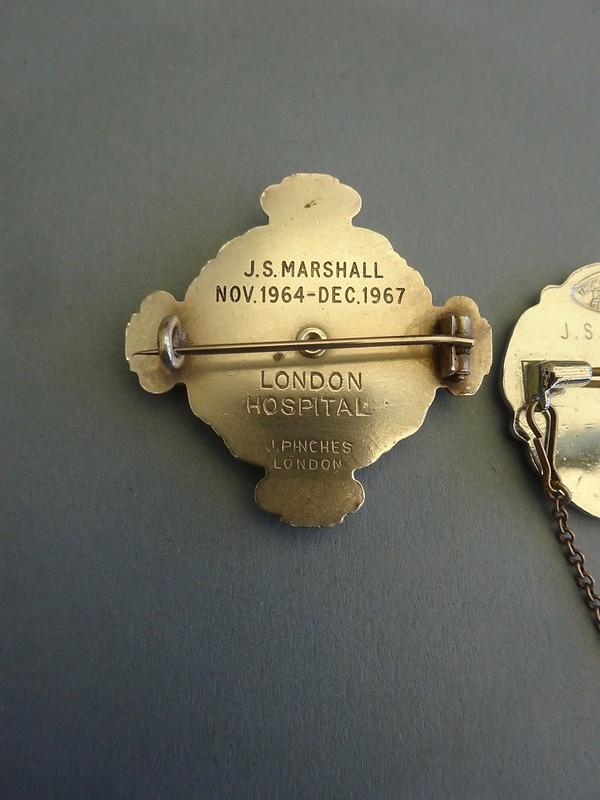 J.S. MARSHALL
NOV. 1964-DEC. 1967
LONDON
HOSPITAL
J. PINCHES
LONDON
J.S.